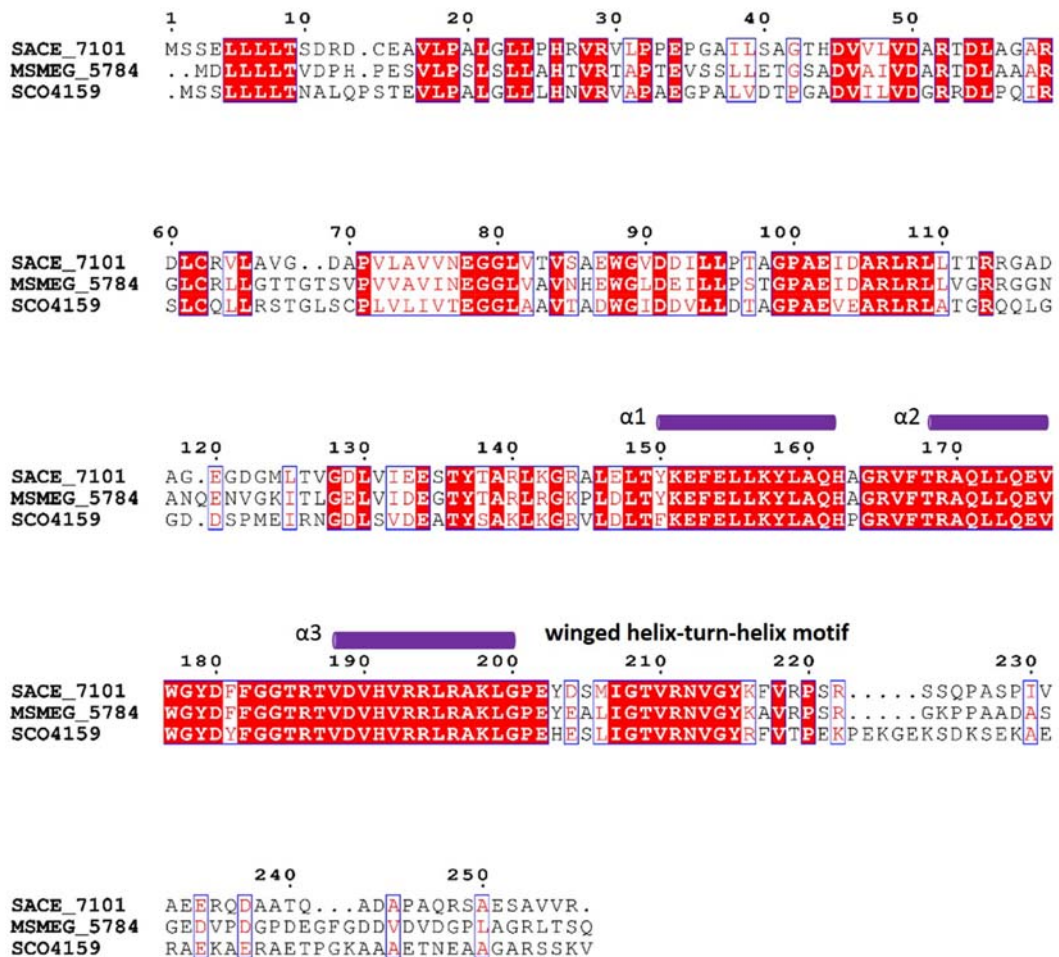 1 10 20 30 40 50
SACE_7101 MSSELLLLTSDRD.CEAVLPALGLLPHRVRVLPPEPGAILSAGTHDVVLVDARTDLAGAR
MSMEG_5784 ..MDLLLLTVDPH.PESVLPSLSLLAHTVRTAPTEVSSLLETGSADVAIVDARTDLAAAR
SCO4159 .MSSLLLLTNALQPSTEVLPALGLLLHNVRVAPAEGPALVDTPGADVILVDGRRDLPQIR
60 70 80 90 100 110
SACE_7101 DLCRVLAVG..DAPVLAVVNEGGLVTVSAEWGVDDILLPTAGPAEIDARLRLLTTRRGAD
MSMEG_5784 GLCRLLGTTGTSVPVVAVINEGGLVAVNHEWGLDEILLPSTGPAEIDARLRLLVGRRGGN
SCO4159 SLCQLLRSTGLSCPLVLIVTEGGLAAVTADWGIDDVLLDTAGPAEVEARLRLATGRQQLG
α1 α2
120 130 140 150 160 170
SACE_7101 AG.EGDGMLTVGDLVIEESTYTARLKGRALELTYKEFELLKYLAQHAGRVFTRAQLLQEV
MSMEG_5784 ANQENVGKITLGELVIDEGTYTARLRGRPLDLTYKEFELLKYLAQHAGRVFTRAQLLQEV
SCO4159 GD.DSPMEIRNGDLSVDEATYSAKLKGRVLDLTFKEFELLKYLAQHPGRVFTRAQLLQEV
α3 winged helix-turn-helix motif
180 190 200 210 220 230
SACE_7101 WGYDFFGGTRTVDVHVRRLRAKLGPEYDSMIGTVRNVGYKFVRPSR.....SSQPASPIV
MSMEG_5784 WGYDFFGGTRTVDVHVRRLRAKLGPEYEALIGTVRNVGYKAVRPSR.....GKPPAADAS
SCO4159 WGYDYFGGTRTVDVHVRRLRAKLGPEHESLIGTVRNVGYRFVTPEKPEKGEKSDKSEKAE
240 250
SACE_7101 AEERQDAATQ...ADAPAQRSAESAVVR.
MSMEG_5784 GEDVPDGPDEGFGDDVDVDGPLAGRLTSQ
SCO4159 RAEKAERAETPGKAAAETNEAAGARSSKV